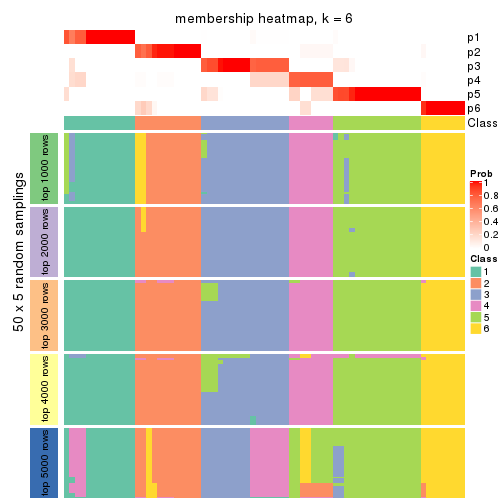 membership heatmap, k = 6
p1
p2
p3
p4
p5
p6
Class
50 x 5 random samplings
top 1000 rows
top 2000 rows
top 3000 rows
top 4000 rows
top 5000 rows
Prob
1
0.8
0.6
0.4
0.2
0
Class
1
2
3
4
5
6